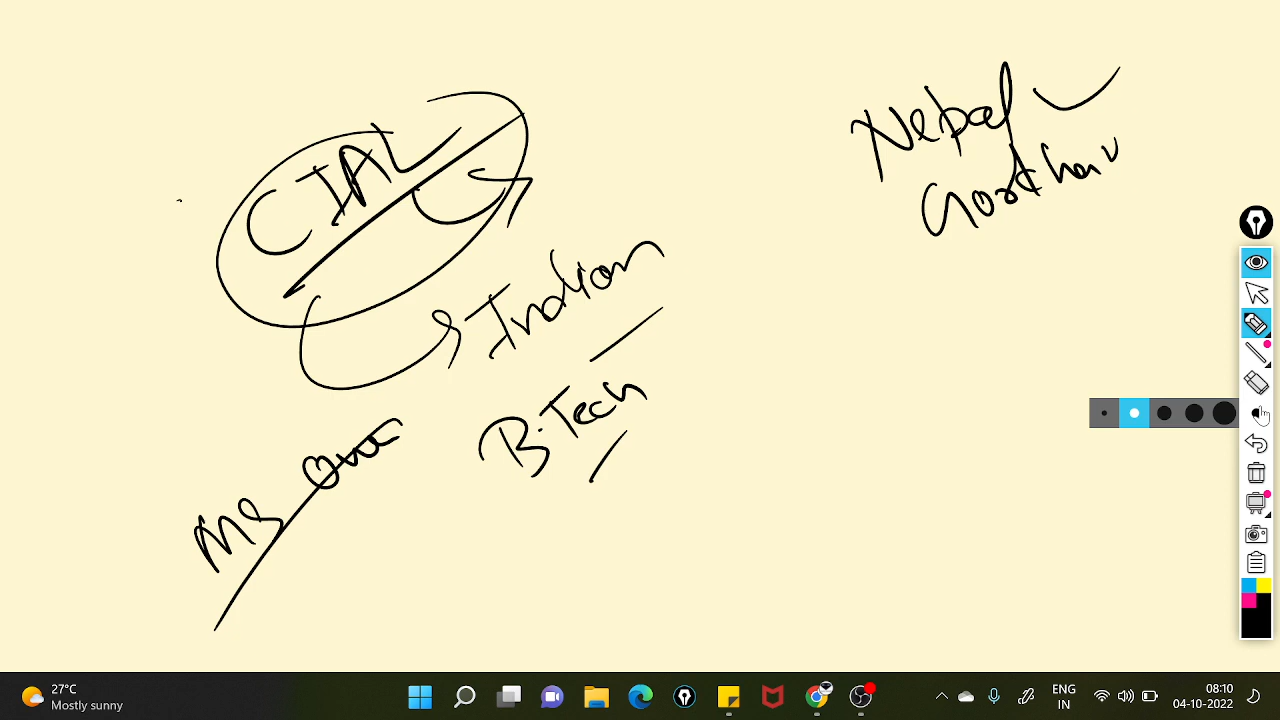 CIAL
Nepal
Indian
B.Tech
MS
27°C
Mostly sunny
ENG
IN
08:10
04-10-2022